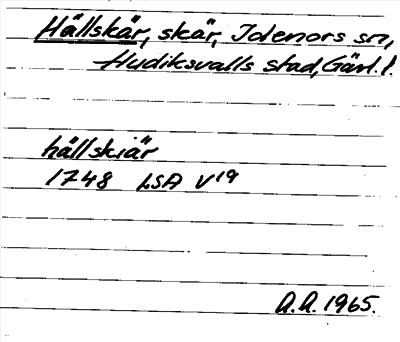 Hällskär, skär, Idenors sn,
Hudiksvalls stad, Gävl. l.
hällskiär
1748 LSA V19
A.A. 1965.